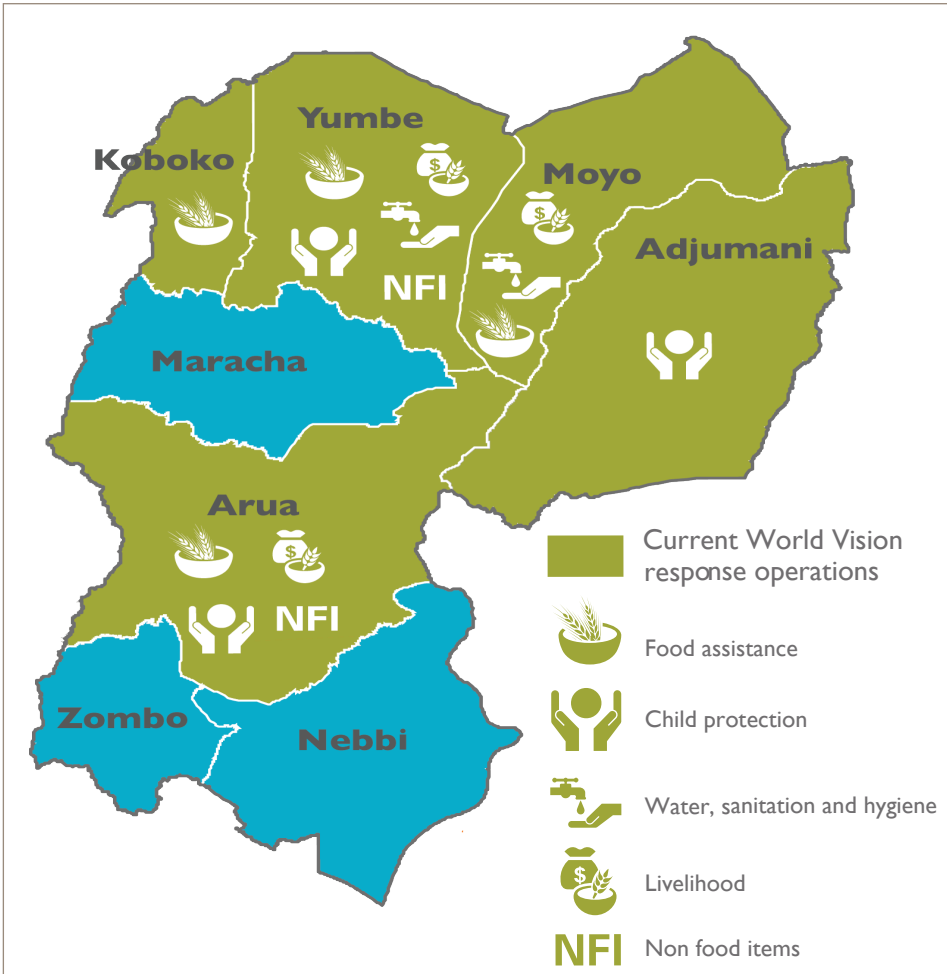 Yumbe
Koboko
Moyo
Adjumani
NFI
Maracha
Arua
NFI
Zombo
Nebbi
Current World Vision
response operations
Food assistance
Child protection
Water, sanitation and hygiene
Livelihood
NFI Non food items